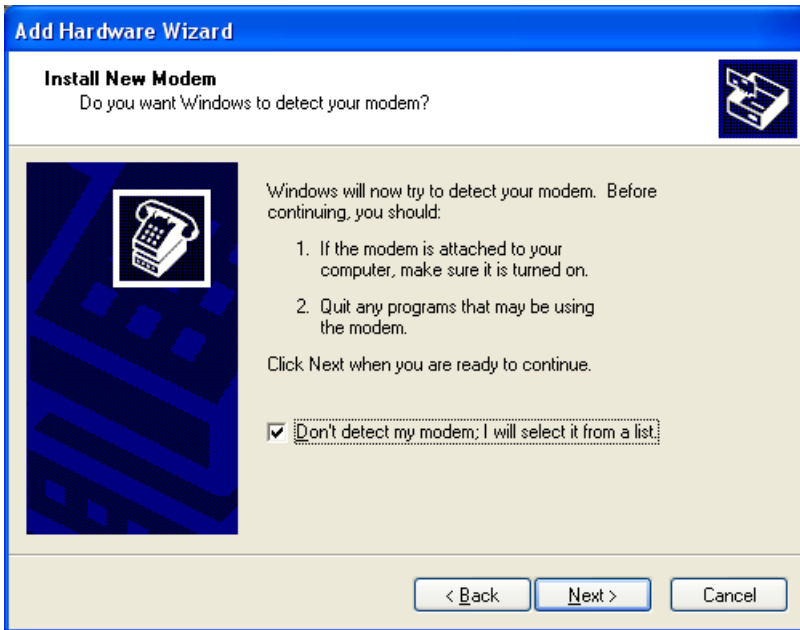 Add Hardware Wizard
Install New Modem
Do you want Windows to detect your modem?
Windows will now try to detect your modem. Before
continuing, you should:
1. If the modem is attached to your
computer, make sure it is turned on.
2. Quit any programs that may be using
the modem.
Click Next when you are ready to continue.
Don't detect my modem; I will select it from a list.
< Back
Next >
Cancel